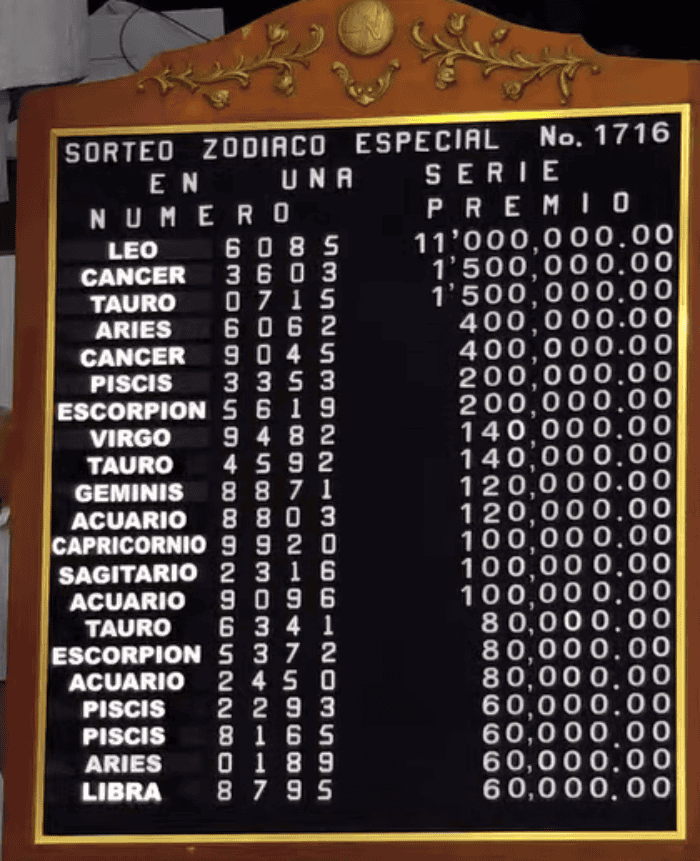 SORTEO ZODIACO ESPECIAL No. 1716
EN UNA SERIE
NUMERO PREMIO
LEO 6085 11'000,000.00
CANCER 3603 1'500,000.00
TAURO 0715 1'500,000.00
ARIES 6062 400,000.00
CANCER 9045 400,000.00
PISCIS 3353 200,000.00
ESCORPION 5619 200,000.00
VIRGO 9482 140,000.00
TAURO 4592 140,000.00
GEMINIS 8871 120,000.00
ACUARIO 8803 120,000.00
CAPRICORNIO 9920 100,000.00
SAGITARIO 2316 100,000.00
ACUARIO 9096 100,000.00
TAURO 6341 80,000.00
ESCORPION 5372 80,000.00
ACUARIO 2450 80,000.00
PISCIS 2293 60,000.00
PISCIS 8165 60,000.00
ARIES 0189 60,000.00
LIBRA 8795 60,000.00